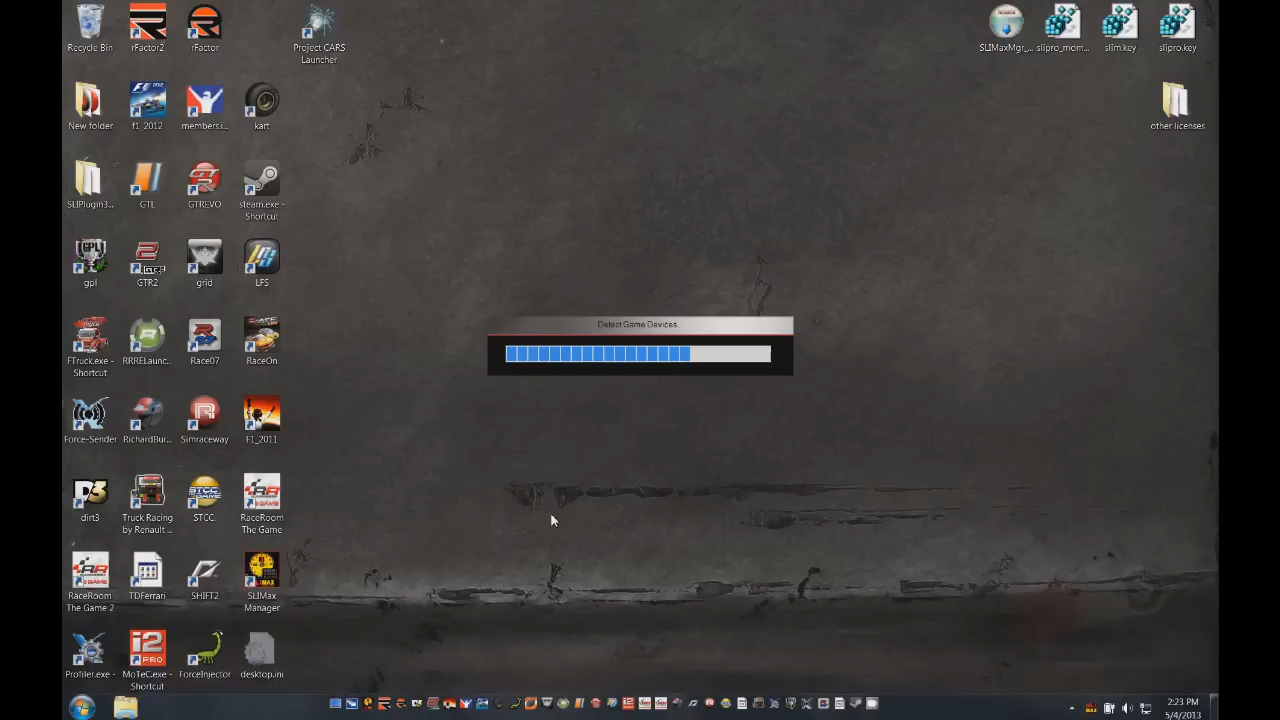 Recycle Bin
rFactor2
rFactor
Project CARS
Launcher
SLIMaxMgr_...
slipro_mom...
slim.key
slipro.key
New folder
f1_2012
members.i...
kart
other licenses
SLIPlugin3...
GTL
GTREVO
steam.exe -
Shortcut
gpl
GTR2
grid
LFS
Detect Game Devices
FTruck.exe -
Shortcut
RRRELaunc...
Race07
RaceOn
Force-Sender
RichardBur...
Simraceway
F1_2011
dirt3
Truck Racing
by Renault ...
STCC
RaceRoom
The Game
RaceRoom
The Game 2
TDFerrari
SHIFT2
SLIMax
Manager
Profiler.exe -
MoTeC.exe -
Shortcut
ForceInjector
desktop.ini
2:23 PM
5/4/2013